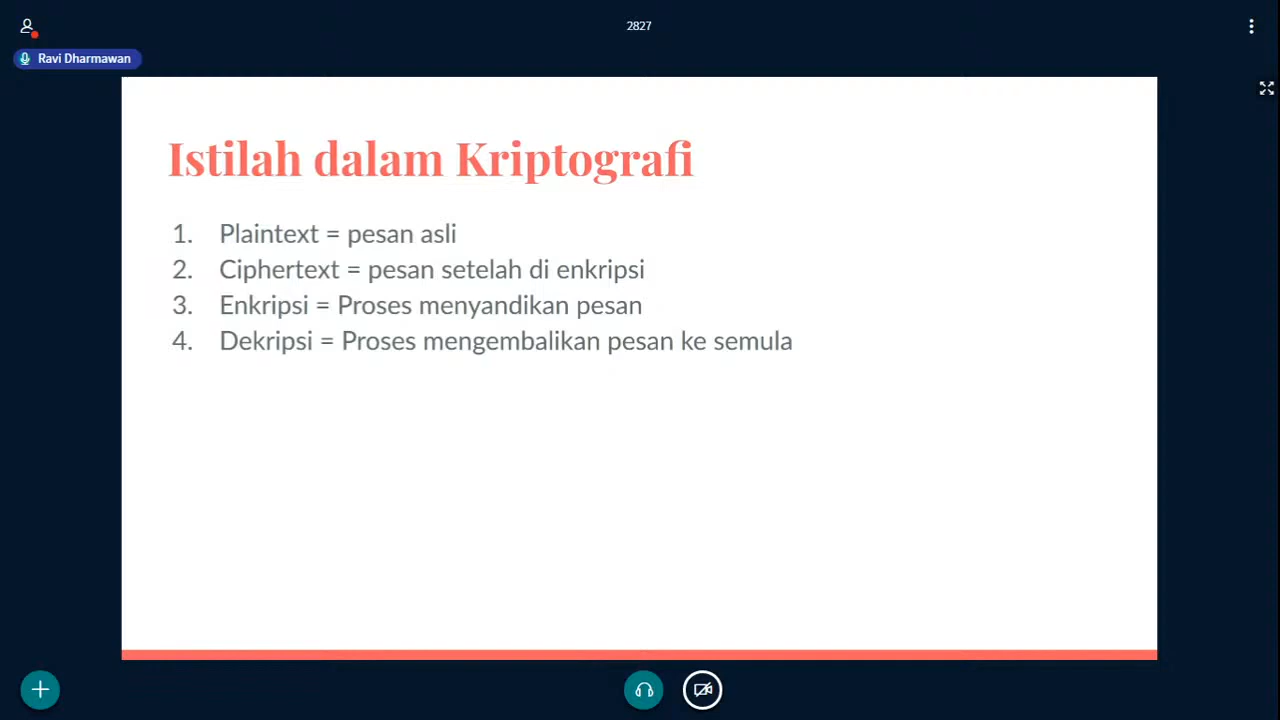 2827
Ravi Dharmawan
Istilah dalam Kriptografi
1. Plaintext = pesan asli
2. Ciphertext = pesan setelah di enkripsi
3. Enkripsi = Proses menyandikan pesan
4. Dekripsi = Proses mengembalikan pesan ke semula